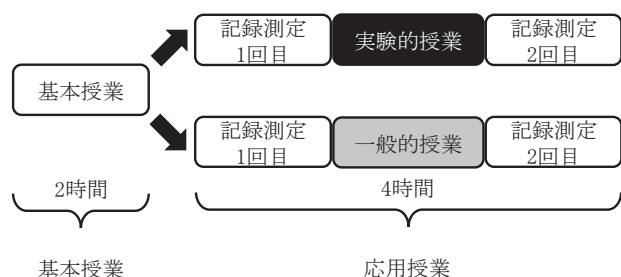 記録測定
1回目
実験的授業
記録測定
2回目
基本授業
記録測定
1回目
一般的授業
記録測定
2回目
2時間
4時間
基本授業
応用授業